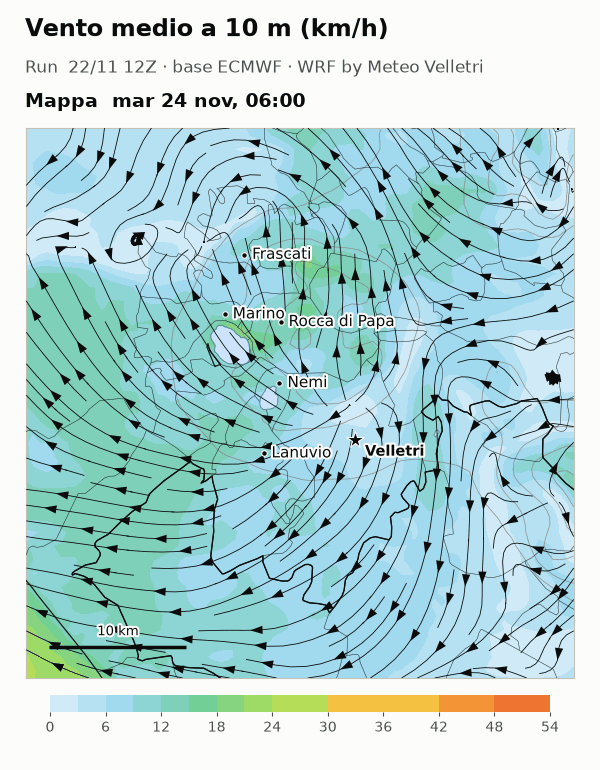 Vento medio a 10 m (km/h)
Run 22/11 12Z · base ECMWF · WRF by Meteo Velletri
Mappa mar 24 nov, 06:00
Frascati
Marino
Rocca di Papa
Nemi
Lanuvio
Velletri
10 km
0 6 12 18 24 30 36 42 48 54